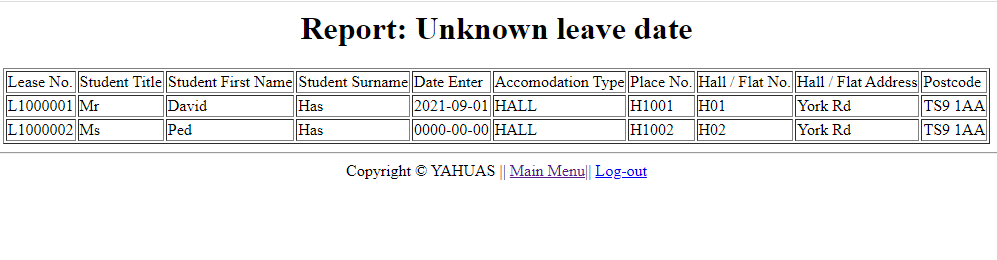 Report: Unknown leave date
Lease No. Student Title Student First Name Student Surname Date Enter Accomodation Type Place No. Hall / Flat No. Hall / Flat Address Postcode
L1000001 Mr David Has 2021-09-01 HALL H1001 H01 York Rd TS9 1AA
L1000002 Ms Ped Has 0000-00-00 HALL H1002 H02 York Rd TS9 1AA
Copyright © YAHUAS || Main Menu|| Log-out